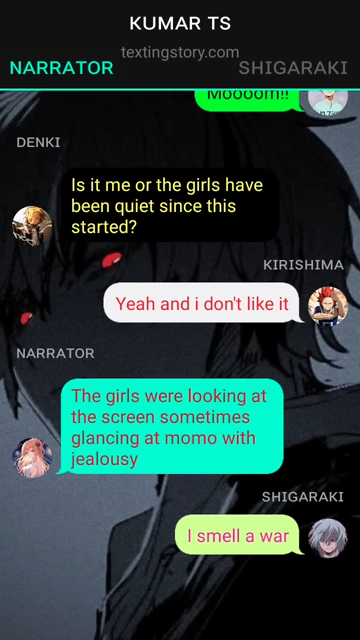 KUMAR TS
textingstory.com
NARRATOR
SHIGARAKI
Moooom!!
DENKI
Is it me or the girls have
been quiet since this
started?
KIRISHIMA
Yeah and i don't like it
NARRATOR
The girls were looking at
the screen sometimes
glancing at momo with
jealousy
SHIGARAKI
I smell a war